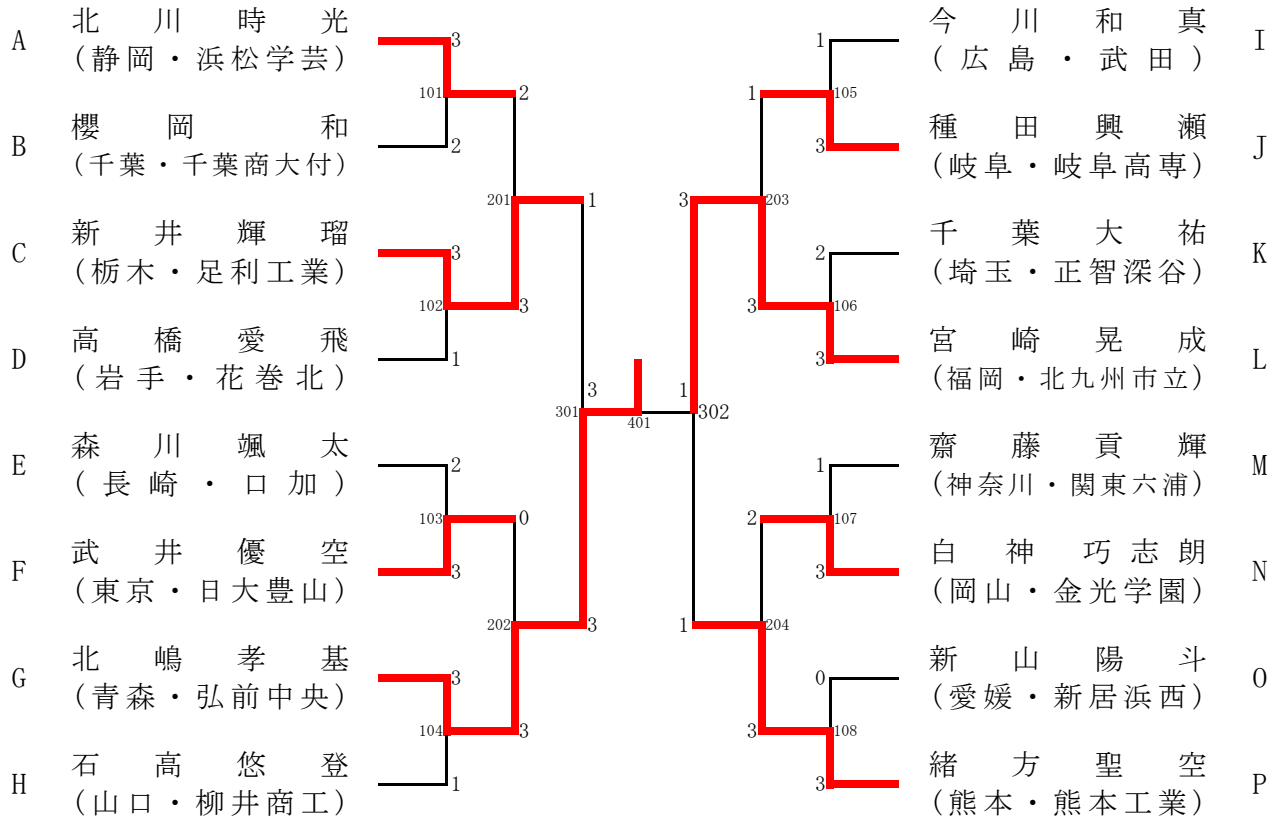 A
北川時光
(静岡・浜松学芸)
B
櫻岡和
(千葉・千葉商大付)
C
新井輝瑠
(栃木・足利工業)
D
高橋愛飛
(岩手・花巻北)
E
森川颯太
(長崎・口加)
F
武井優空
(東京・日大豊山)
G
北嶋孝基
(青森・弘前中央)
H
石高悠登
(山口・柳井商工)
3
101
2
2
3
102
1
3
201
1
2
103
3
0
3
104
1
3
202
3
3
301
401
1
302
3
1
1
203
3
2
204
3
1
105
3
2
106
3
1
107
3
0
108
3
今川和真
(広島・武田)
I
種田興瀬
(岐阜・岐阜高専)
J
千葉大祐
(埼玉・正智深谷)
K
宮崎晃成
(福岡・北九州市立)
L
齋藤貢輝
(神奈川・関東六浦)
M
白神巧志朗
(岡山・金光学園)
N
新山陽斗
(愛媛・新居浜西)
O
緒方聖空
(熊本・熊本工業)
P